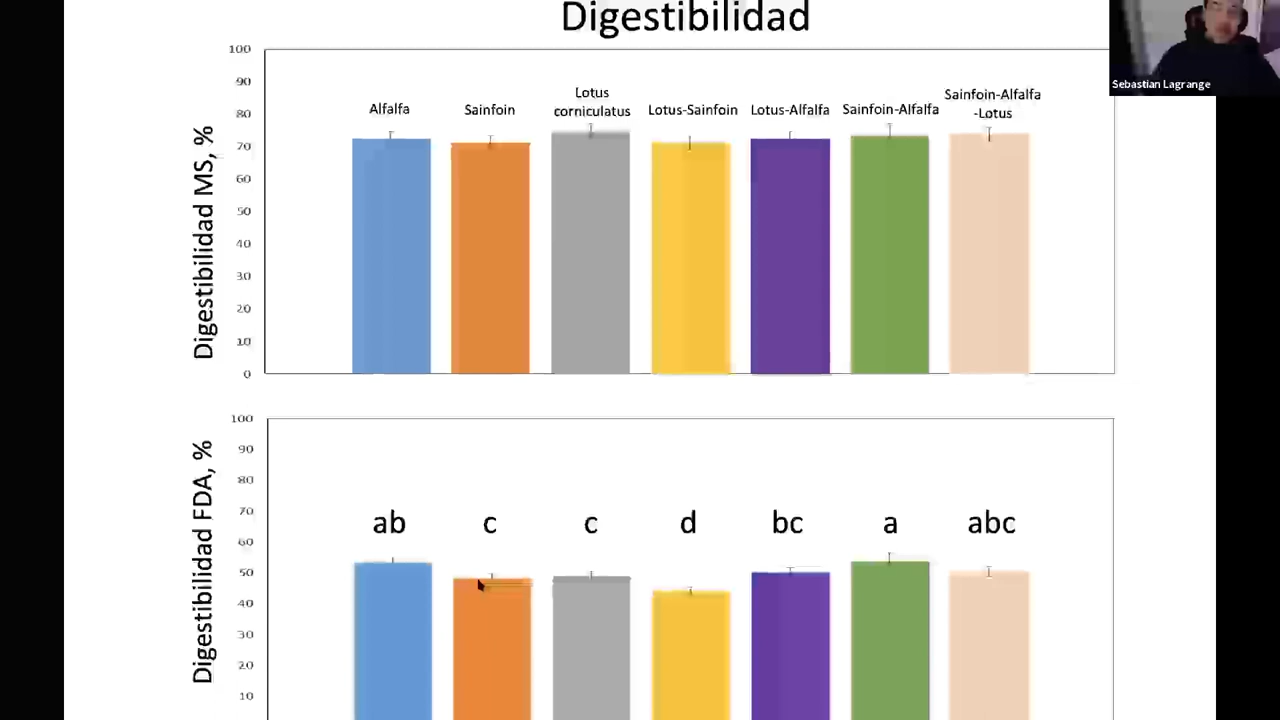 Digestibilidad
Sebastian Lagrange
Digestibilidad MS, %
100
90
80
70
60
50
40
30
20
10
0
Alfalfa
Sainfoin
Lotus
corniculatus
Lotus-Sainfoin
Lotus-Alfalfa
Sainfoin-Alfalfa
Sainfoin-Alfalfa
-Lotus
Digestibilidad FDA, %
100
90
80
70
60
50
40
30
20
10
ab
c
c
d
bc
a
abc